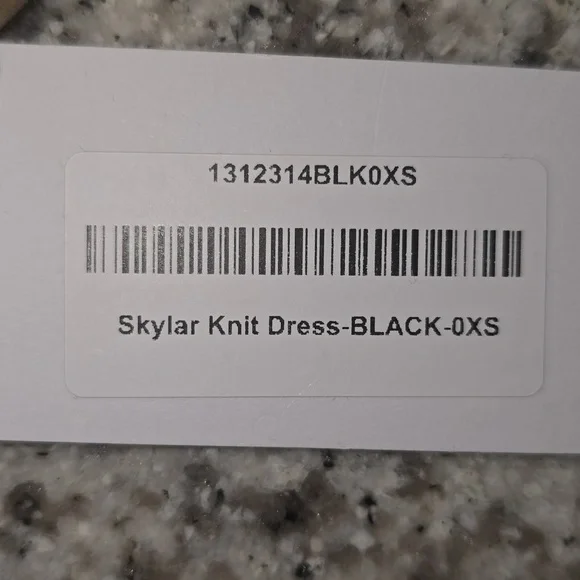 1312314BLK0XS
Skylar Knit Dress-BLACK-0XS